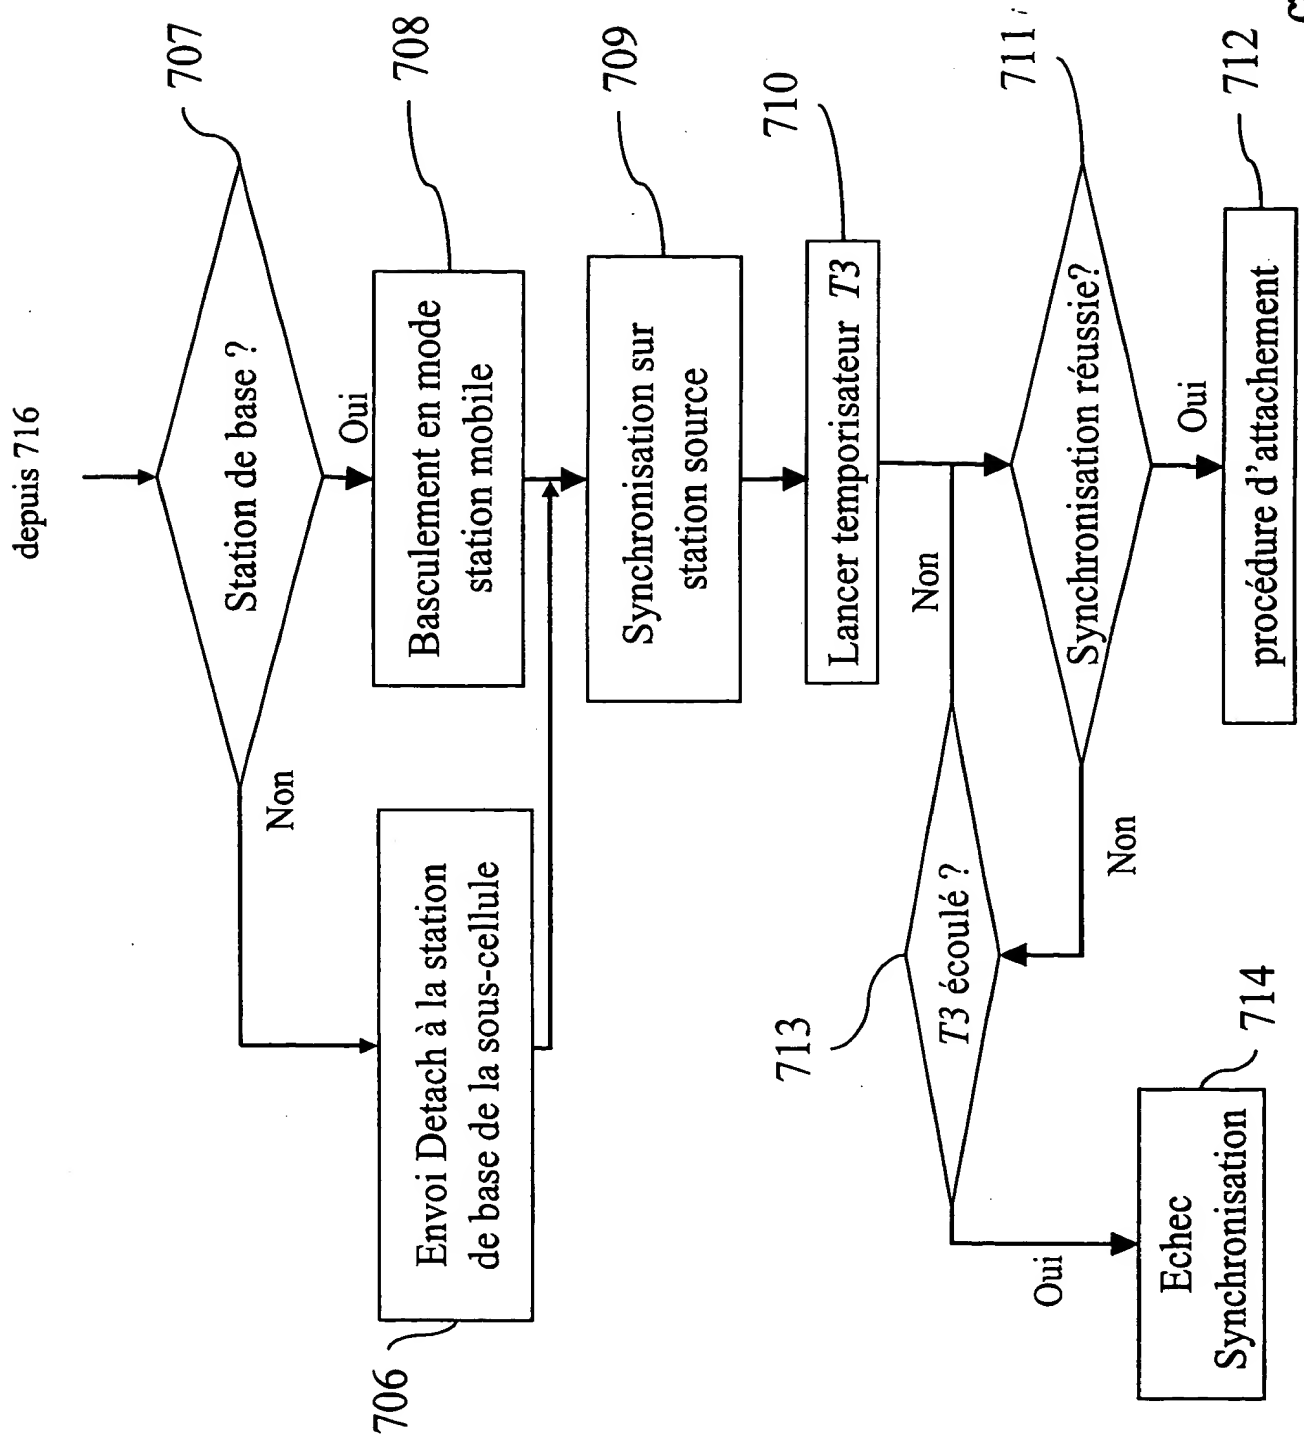 depuis 716
707
Station de base ?
Oui
Non
708
Basculement en mode
station mobile
706
Envoi Detach à la station
de base de la sous-cellule
709
Synchronisation sur
station source
710
Lancer temporisateur T3
Non
711
Synchronisation réussie?
Oui
Non
713
T3 écoulé ?
Oui
712
procédure d'attachement
714
Echec
Synchronisation